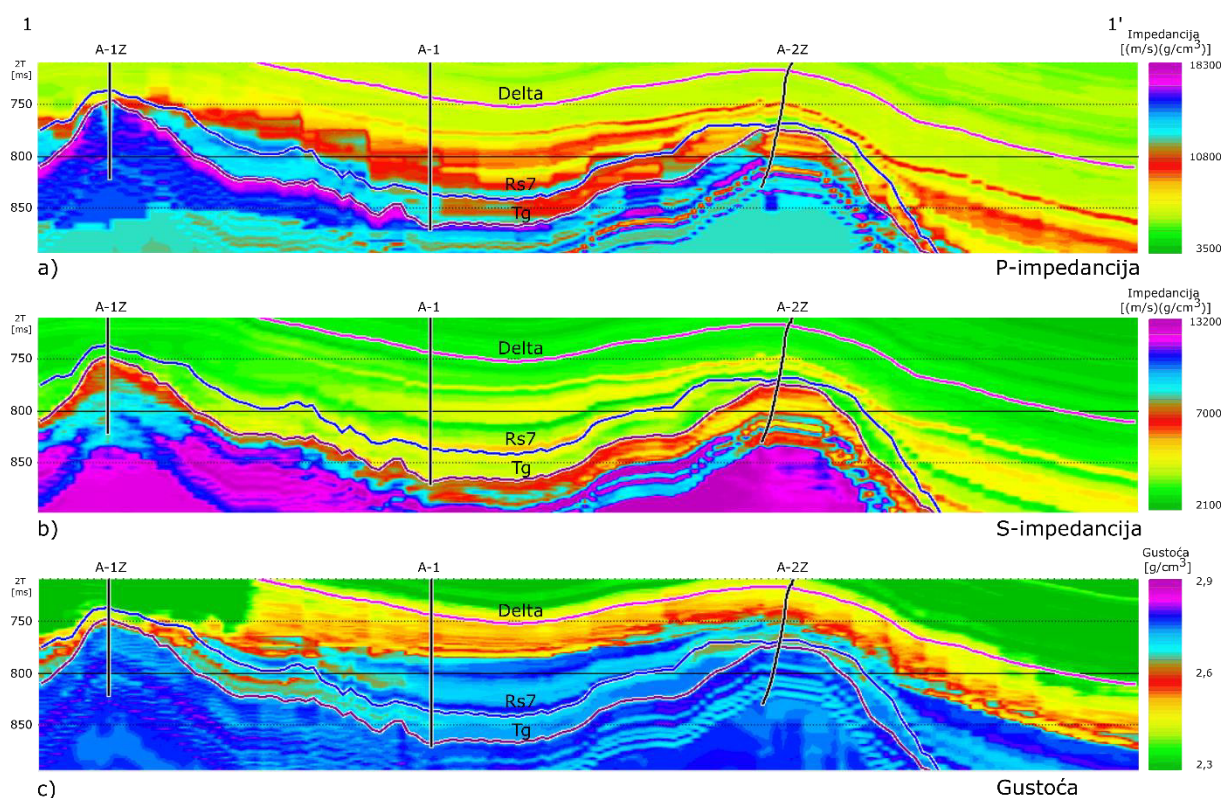 1
1'
A-1Z
A-1
A-2Z
Impedancija
[(m/s)(g/cm³)]
2T
[ms]
18300
Delta
750
800
10800
Rs7
850
Tg
3500
a)
P-impedancija
A-1Z
A-1
A-2Z
Impedancija
[(m/s)(g/cm³)]
2T
[ms]
13200
Delta
750
800
7000
Rs7
850
Tg
2100
b)
S-impedancija
A-1Z
A-1
A-2Z
Gustoća
[g/cm³]
2T
[ms]
2,9
Delta
750
800
2,6
Rs7
850
Tg
2,3
c)
Gustoća